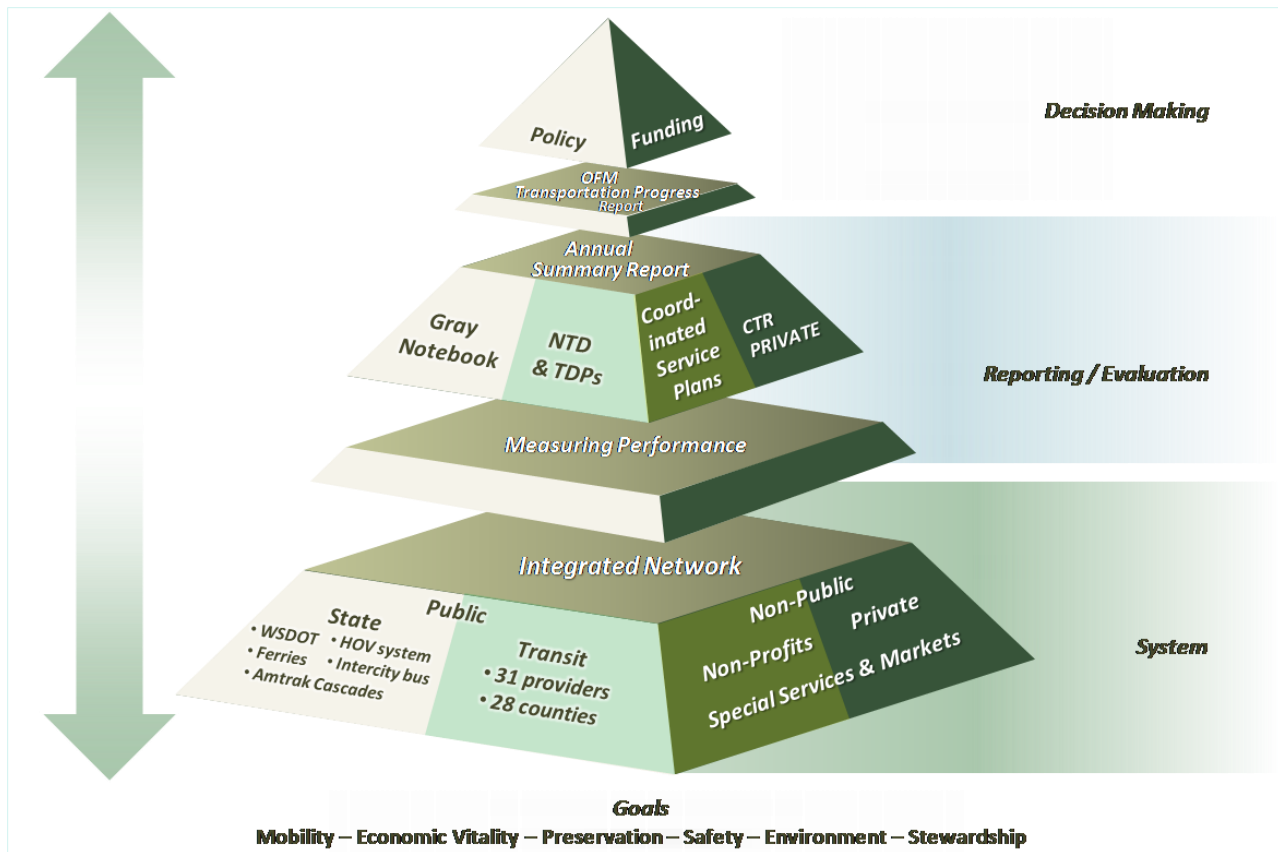 Decision Making
Policy
Funding
OFM
Transportation Progress
Report
Annual
Summary Report
Gray
Notebook
NTD
& TDPs
Coord-
inated
Service
Plans
CTR
PRIVATE
Reporting / Evaluation
Measuring Performance
Integrated Network
Public
State
• WSDOT
• Ferries
• Amtrak Cascades
• HOV system
• Intercity bus
Transit
• 31 providers
• 28 counties
Non-Public
Non-Profits
Private
Special Services & Markets
System
Goals
Mobility – Economic Vitality – Preservation – Safety – Environment – Stewardship